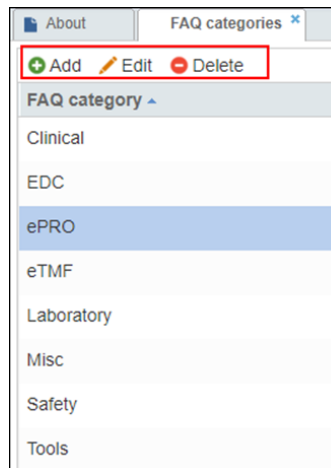 About FAQ categories
Add Edit Delete
FAQ category
Clinical
EDC
ePRO
eTMF
Laboratory
Misc
Safety
Tools